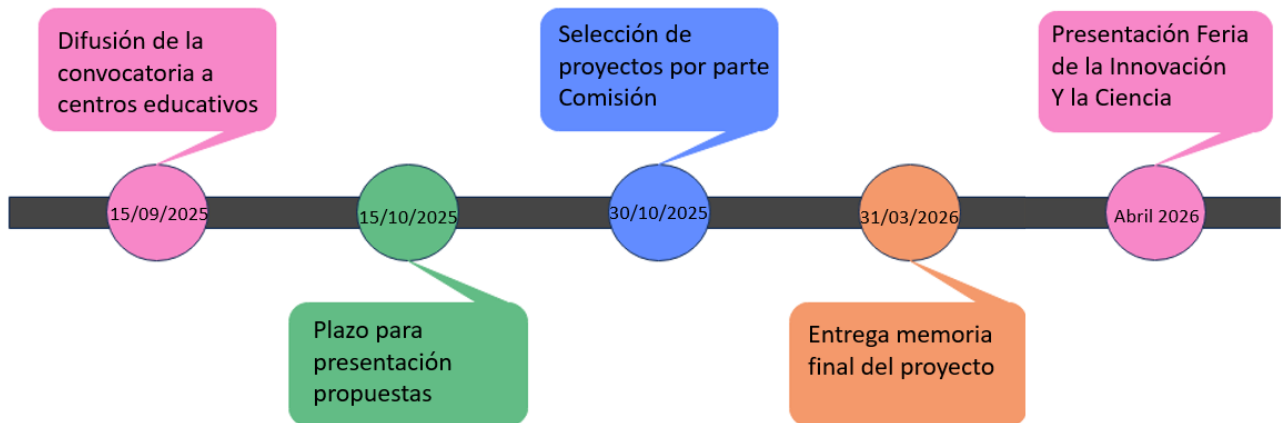 Difusión de la
convocatoria a
centros educativos
Selección de
proyectos por parte
Comisión
Presentación Feria
de la Innovación
Y la Ciencia
15/09/2025
15/10/2025
30/10/2025
31/03/2026
Abril 2026
Plazo para
presentación
propuestas
Entrega memoria
final del proyecto